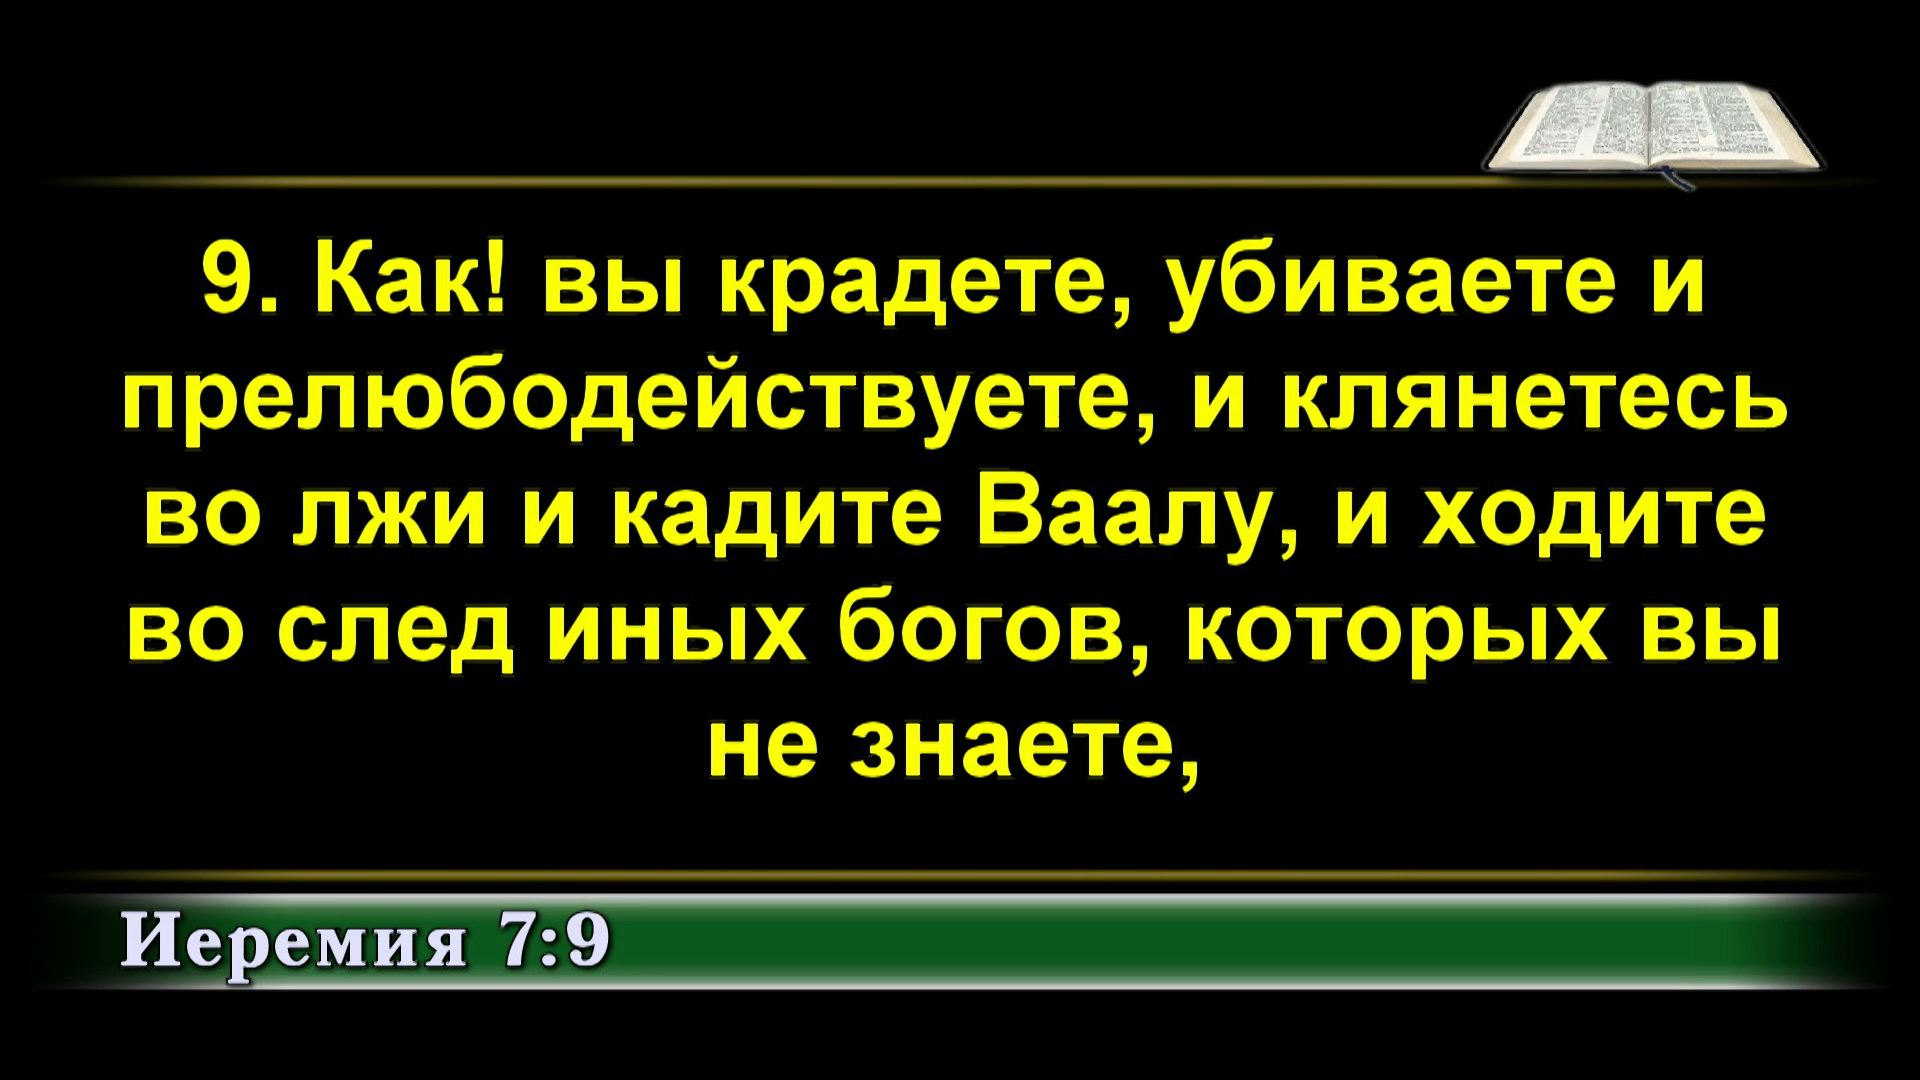 9. Как! вы крадете, убиваете и
прелюбодействуете, и клянетесь
во лжи и кадите Ваалу, и ходите
во след иных богов, которых вы
не знаете,
Иеремия 7:9